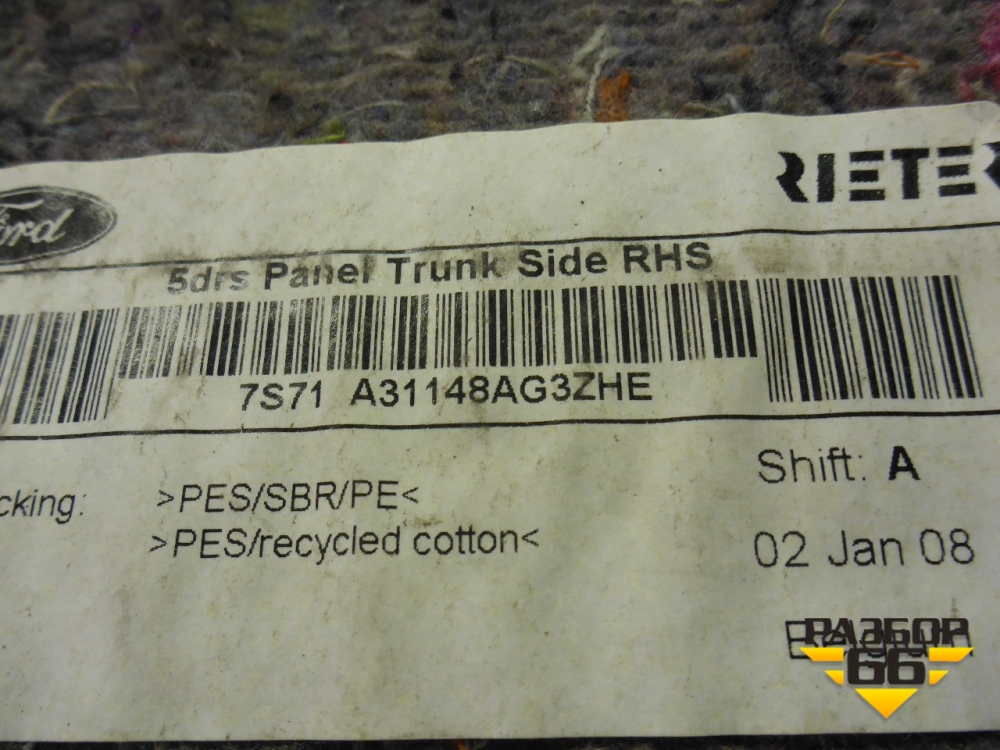 Ford
RIETER
5drs Panel Trunk Side RHS
7S71 A31148AG3ZHE
cking: >PES/SBR/PE<
>PES/recycled cotton<
Shift: A
02 Jan 08
РАЗБОР
66